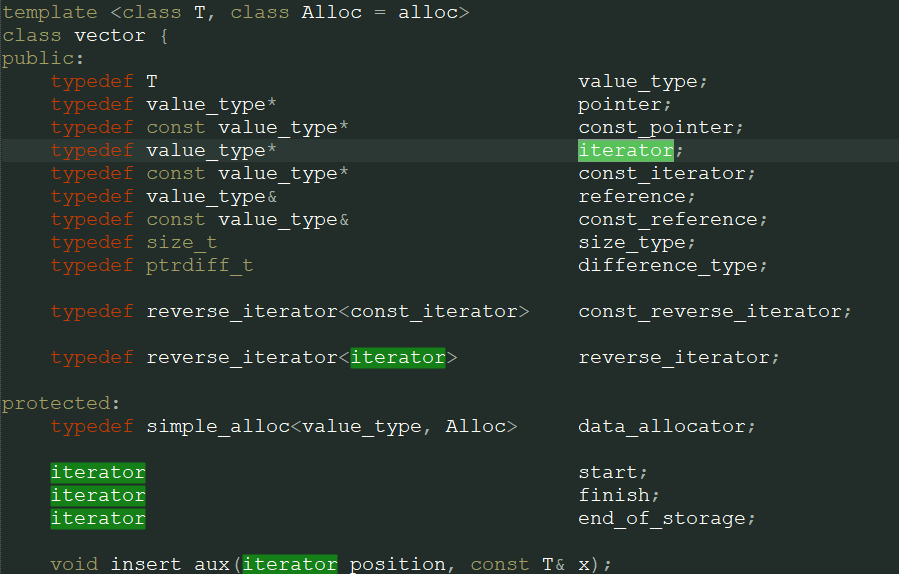 template <class T, class Alloc = alloc>
class vector {
public:
typedef T value_type;
typedef value_type* pointer;
typedef const value_type* const_pointer;
typedef value_type* iterator;
typedef const value_type* const_iterator;
typedef value_type& reference;
typedef const value_type& const_reference;
typedef size_t size_type;
typedef ptrdiff_t difference_type;
typedef reverse_iterator<const_iterator> const_reverse_iterator;
typedef reverse_iterator<iterator> reverse_iterator;
protected:
typedef simple_alloc<value_type, Alloc> data_allocator;
iterator start;
iterator finish;
iterator end_of_storage;
void insert_aux(iterator position, const T& x);